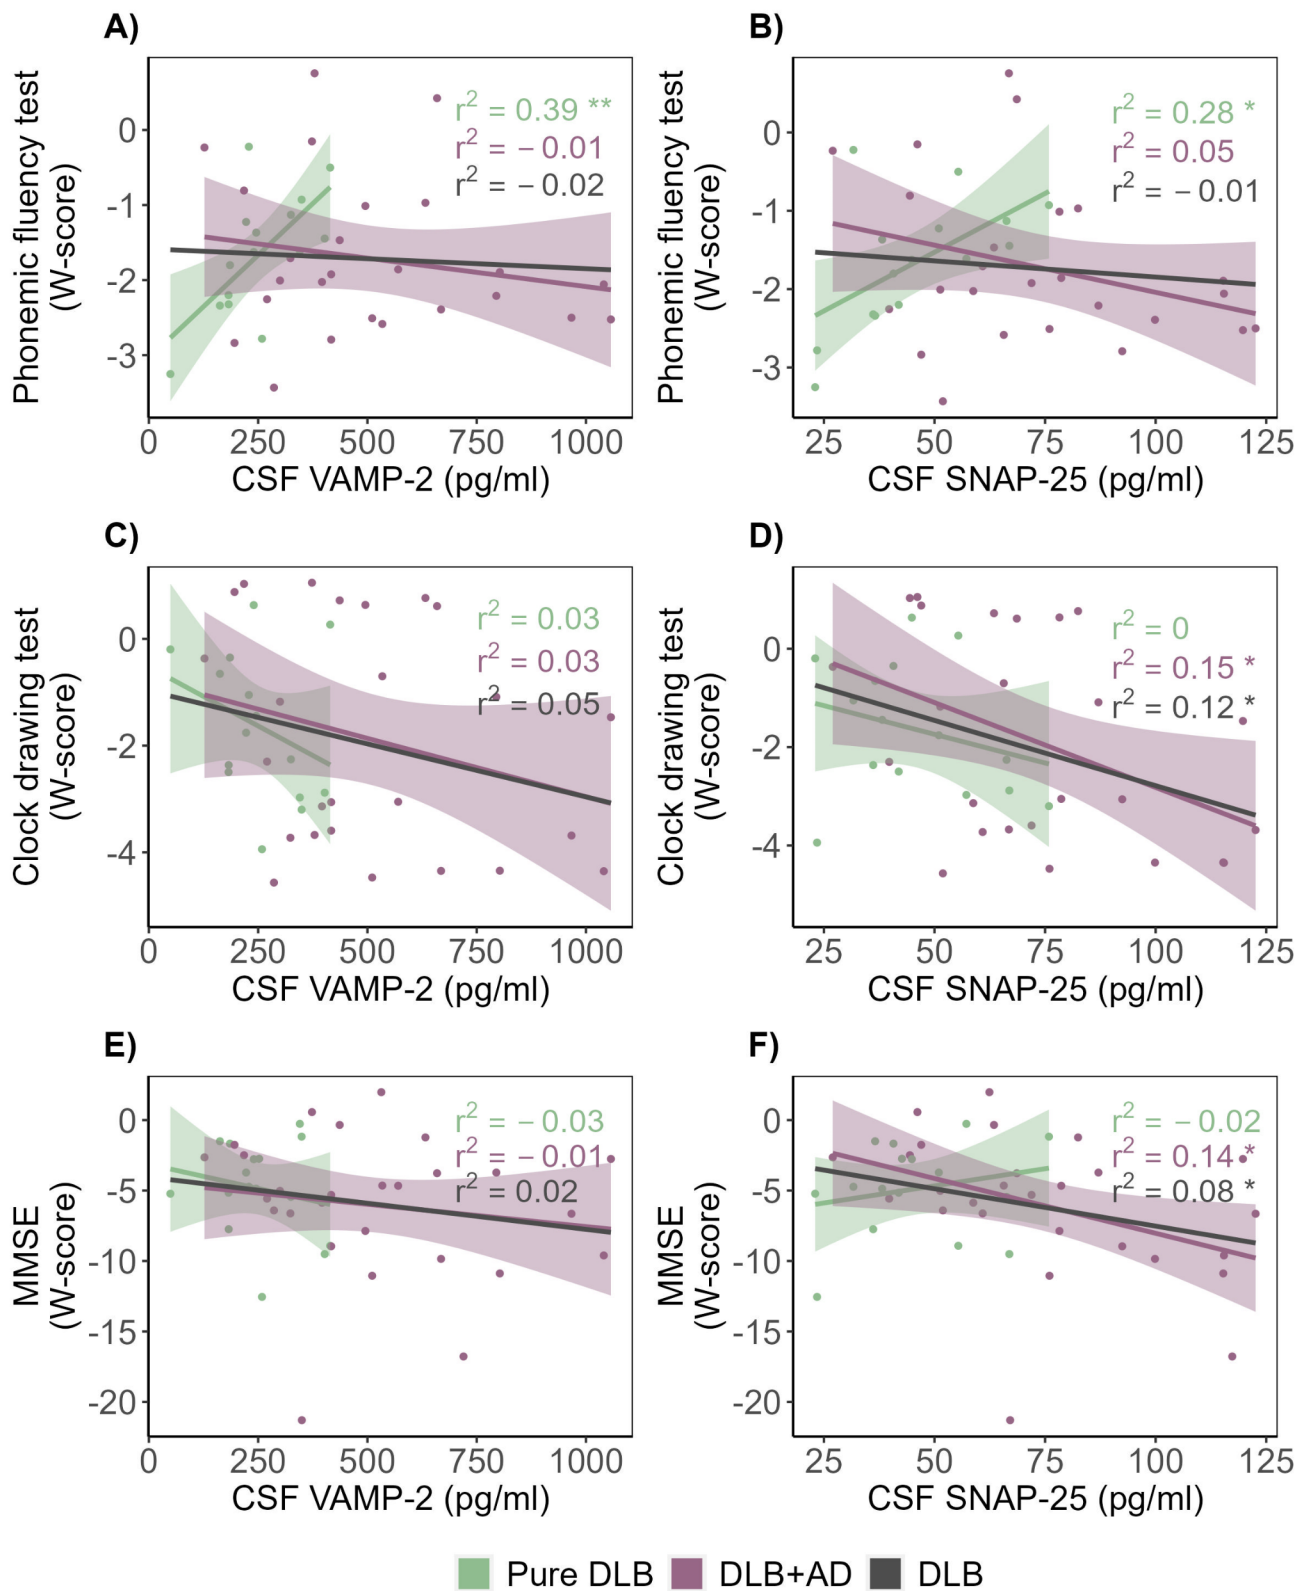 A)
Phonemic fluency test
(W-score)
0
-1
-2
-3
r² = 0.39 **
r² = − 0.01
r² = − 0.02
0 250 500 750 1000
CSF VAMP-2 (pg/ml)
B)
Phonemic fluency test
(W-score)
0
-1
-2
-3
r² = 0.28 *
r² = 0.05
r² = − 0.01
25 50 75 100 125
CSF SNAP-25 (pg/ml)
C)
Clock drawing test
(W-score)
0
-2
-4
r² = 0.03
r² = 0.03
r² = 0.05
0 250 500 750 1000
CSF VAMP-2 (pg/ml)
D)
Clock drawing test
(W-score)
0
-2
-4
r² = 0
r² = 0.15 *
r² = 0.12 *
25 50 75 100 125
CSF SNAP-25 (pg/ml)
E)
MMSE
(W-score)
0
-5
-10
-15
-20
r² = − 0.03
r² = − 0.01
r² = 0.02
0 250 500 750 1000
CSF VAMP-2 (pg/ml)
F)
MMSE
(W-score)
0
-5
-10
-15
-20
r² = − 0.02
r² = 0.14 *
r² = 0.08 *
25 50 75 100 125
CSF SNAP-25 (pg/ml)
Pure DLB DLB+AD DLB